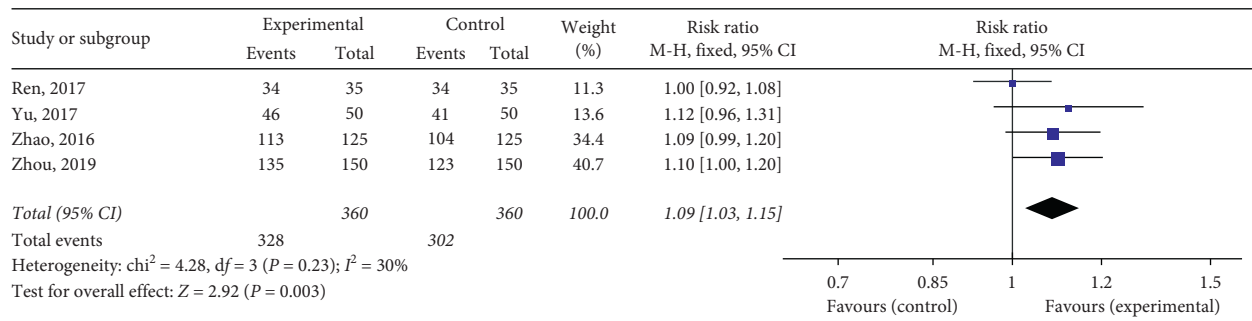 Study or subgroup Experimental Control Weight (%) Risk ratio M-H, fixed, 95% CI Risk ratio M-H, fixed, 95% CI
Events Total Events Total
Ren, 2017 34 35 34 35 11.3 1.00 [0.92, 1.08]
Yu, 2017 46 50 41 50 13.6 1.12 [0.96, 1.31]
Zhao, 2016 113 125 104 125 34.4 1.09 [0.99, 1.20]
Zhou, 2019 135 150 123 150 40.7 1.10 [1.00, 1.20]
Total (95% CI) 360 360 100.0 1.09 [1.03, 1.15]
Total events 328 302
Heterogeneity: chi² = 4.28, df = 3 (P = 0.23); I² = 30%
Test for overall effect: Z = 2.92 (P = 0.003)
0.7 0.85 1 1.2 1.5
Favours (control) Favours (experimental)